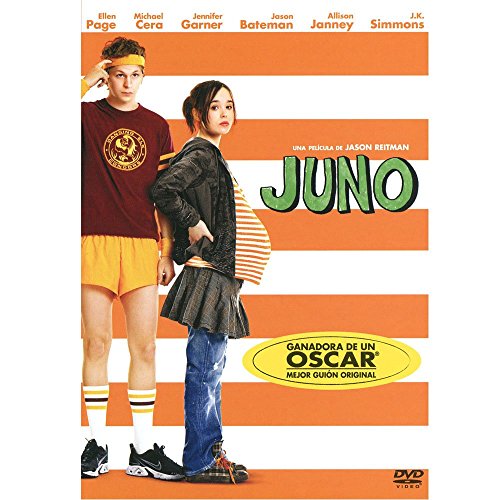 Ellen Page
Michael Cera
Jennifer Garner
Jason Bateman
Allison Janney
J.K. Simmons
UNA PELÍCULA DE JASON REITMAN
JUNO
GANADORA DE UN
OSCAR®
MEJOR GUIÓN ORIGINAL
DVD
VIDEO